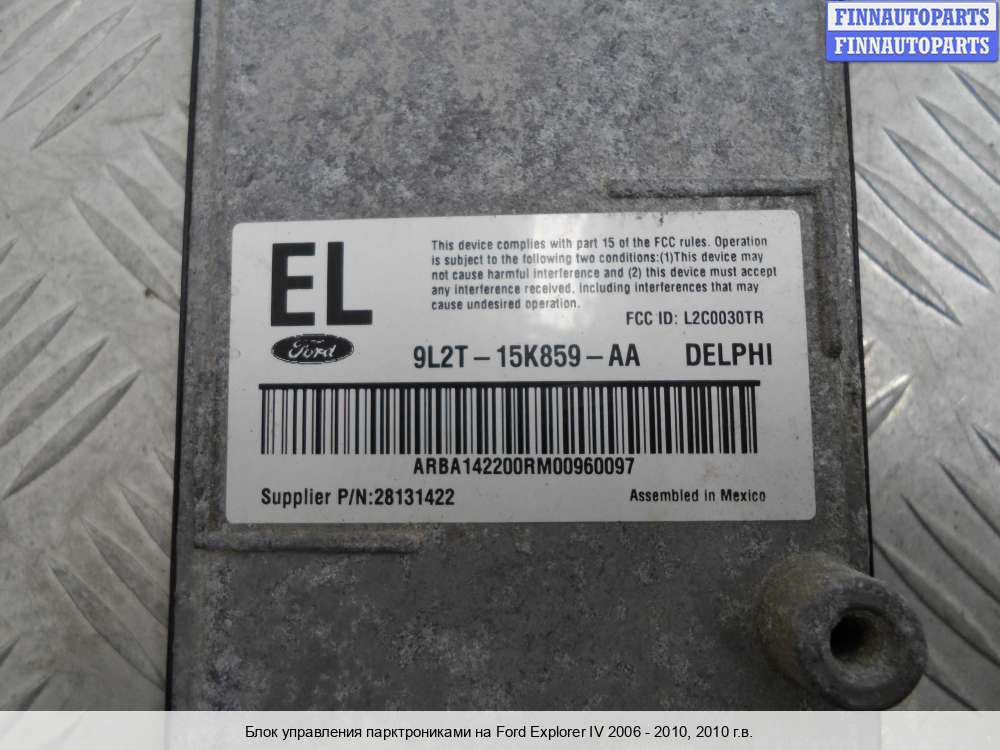 FINNAUTOPARTS
FINNAUTOPARTS
EL
Ford
This device complies with part 15 of the FCC rules. Operation
is subject to the following two conditions:(1)This device may
not cause harmful interference and (2) this device must accept
any interference received, including interferences that may
cause undesired operation.
FCC ID: L2C0030TR
9L2T-15K859-AA DELPHI
ARBA142200RM00960097
Supplier P/N:28131422 Assembled in Mexico
Блок управления парктрониками на Ford Explorer IV 2006 - 2010, 2010 г.в.